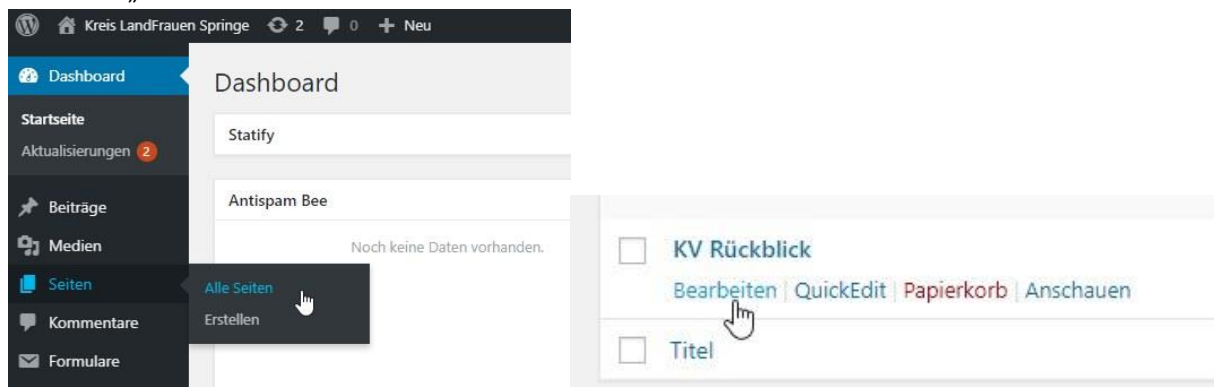 „
Kreis LandFrauen Springe 2 0 + Neu
Dashboard
Startseite
Aktualisierungen 2
Beiträge
Medien
Seiten
Kommentare
Formulare
Alle Seiten
Erstellen
Dashboard
Statify
Antispam Bee
Noch keine Daten vorhanden.
KV Rückblick
Bearbeiten | QuickEdit | Papierkorb | Anschauen
Titel